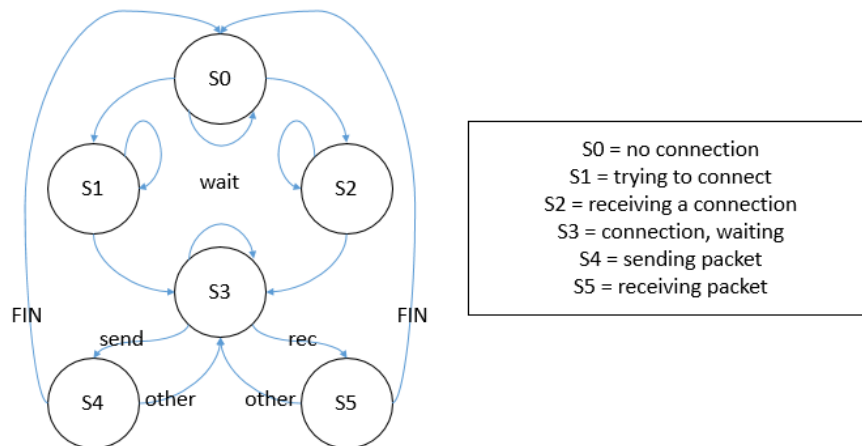 S0
S1
wait
S2
S3
FIN
FIN
send
rec
S4
other
other
S5
S0 = no connection
S1 = trying to connect
S2 = receiving a connection
S3 = connection, waiting
S4 = sending packet
S5 = receiving packet